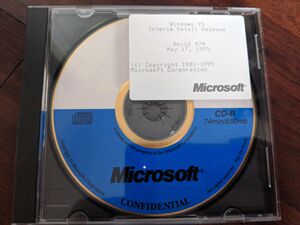 Windows 95
Interim Retail Release
Build 474
May 17, 1995
(c) Copyright 1981-1995
Microsoft Corporation
Microsoft
CD-R
74min/650mb
Microsoft
CONFIDENTIAL